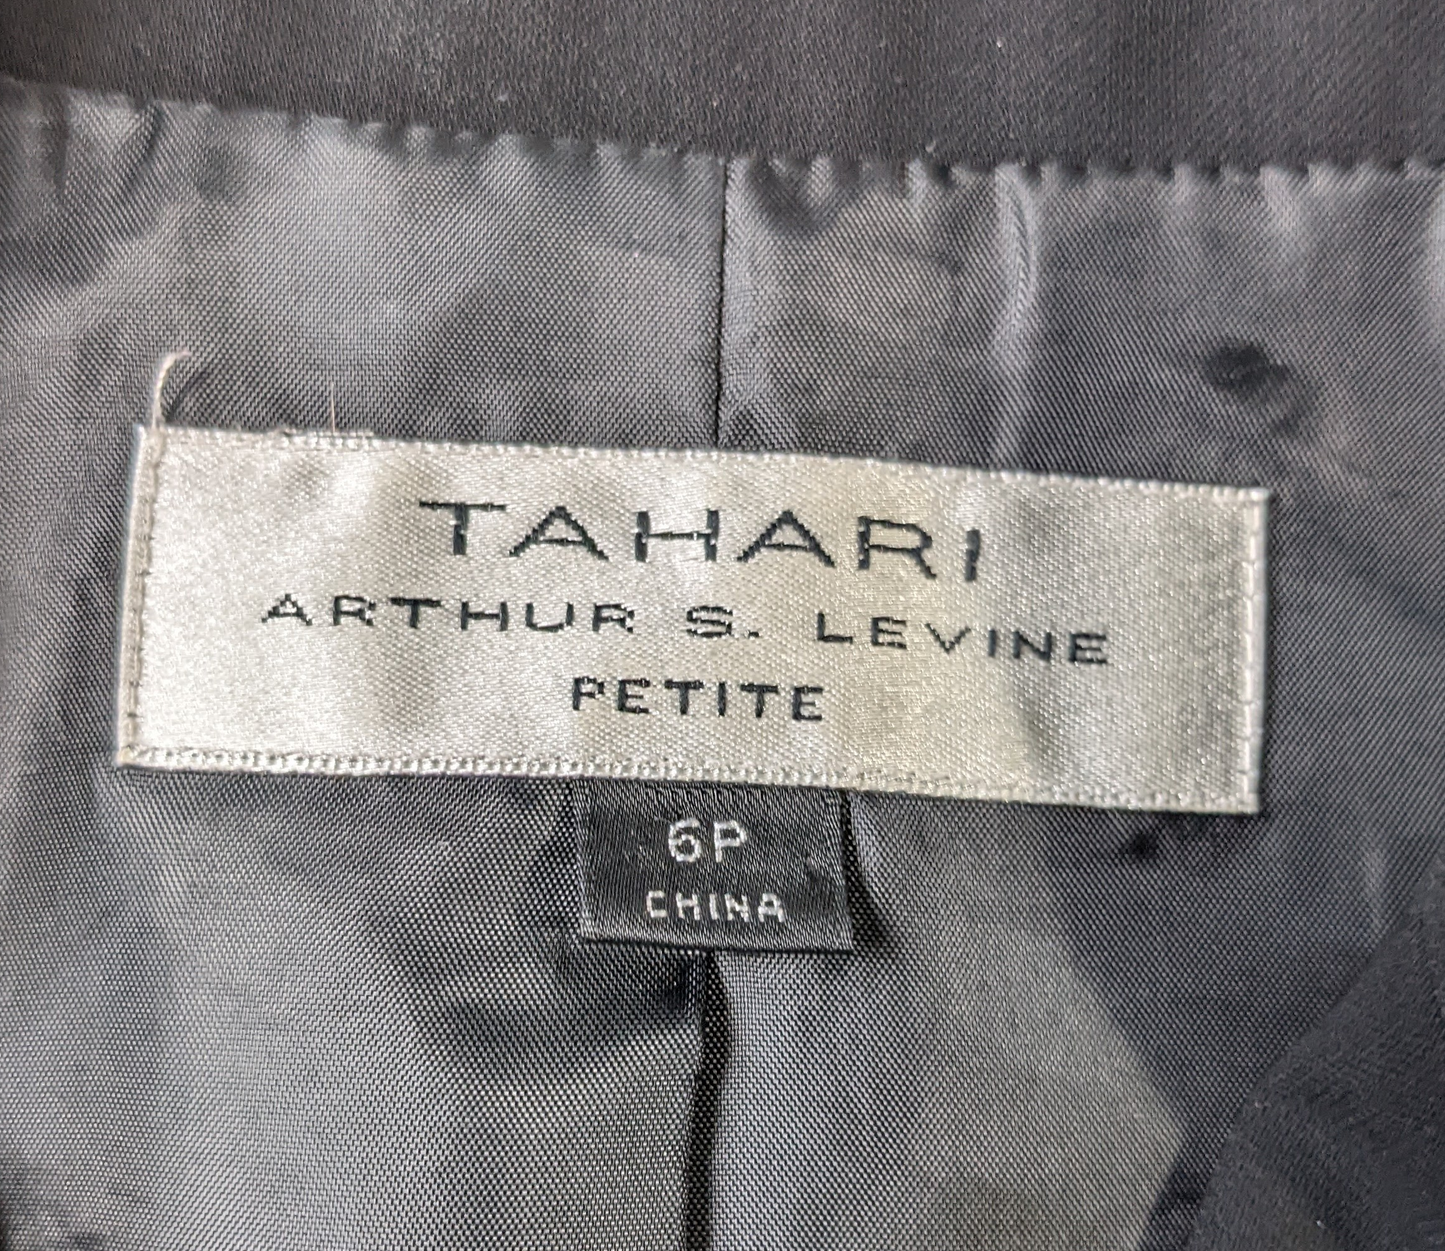 TAHARI
ARTHUR S. LEVINE
PETITE
6P
CHINA